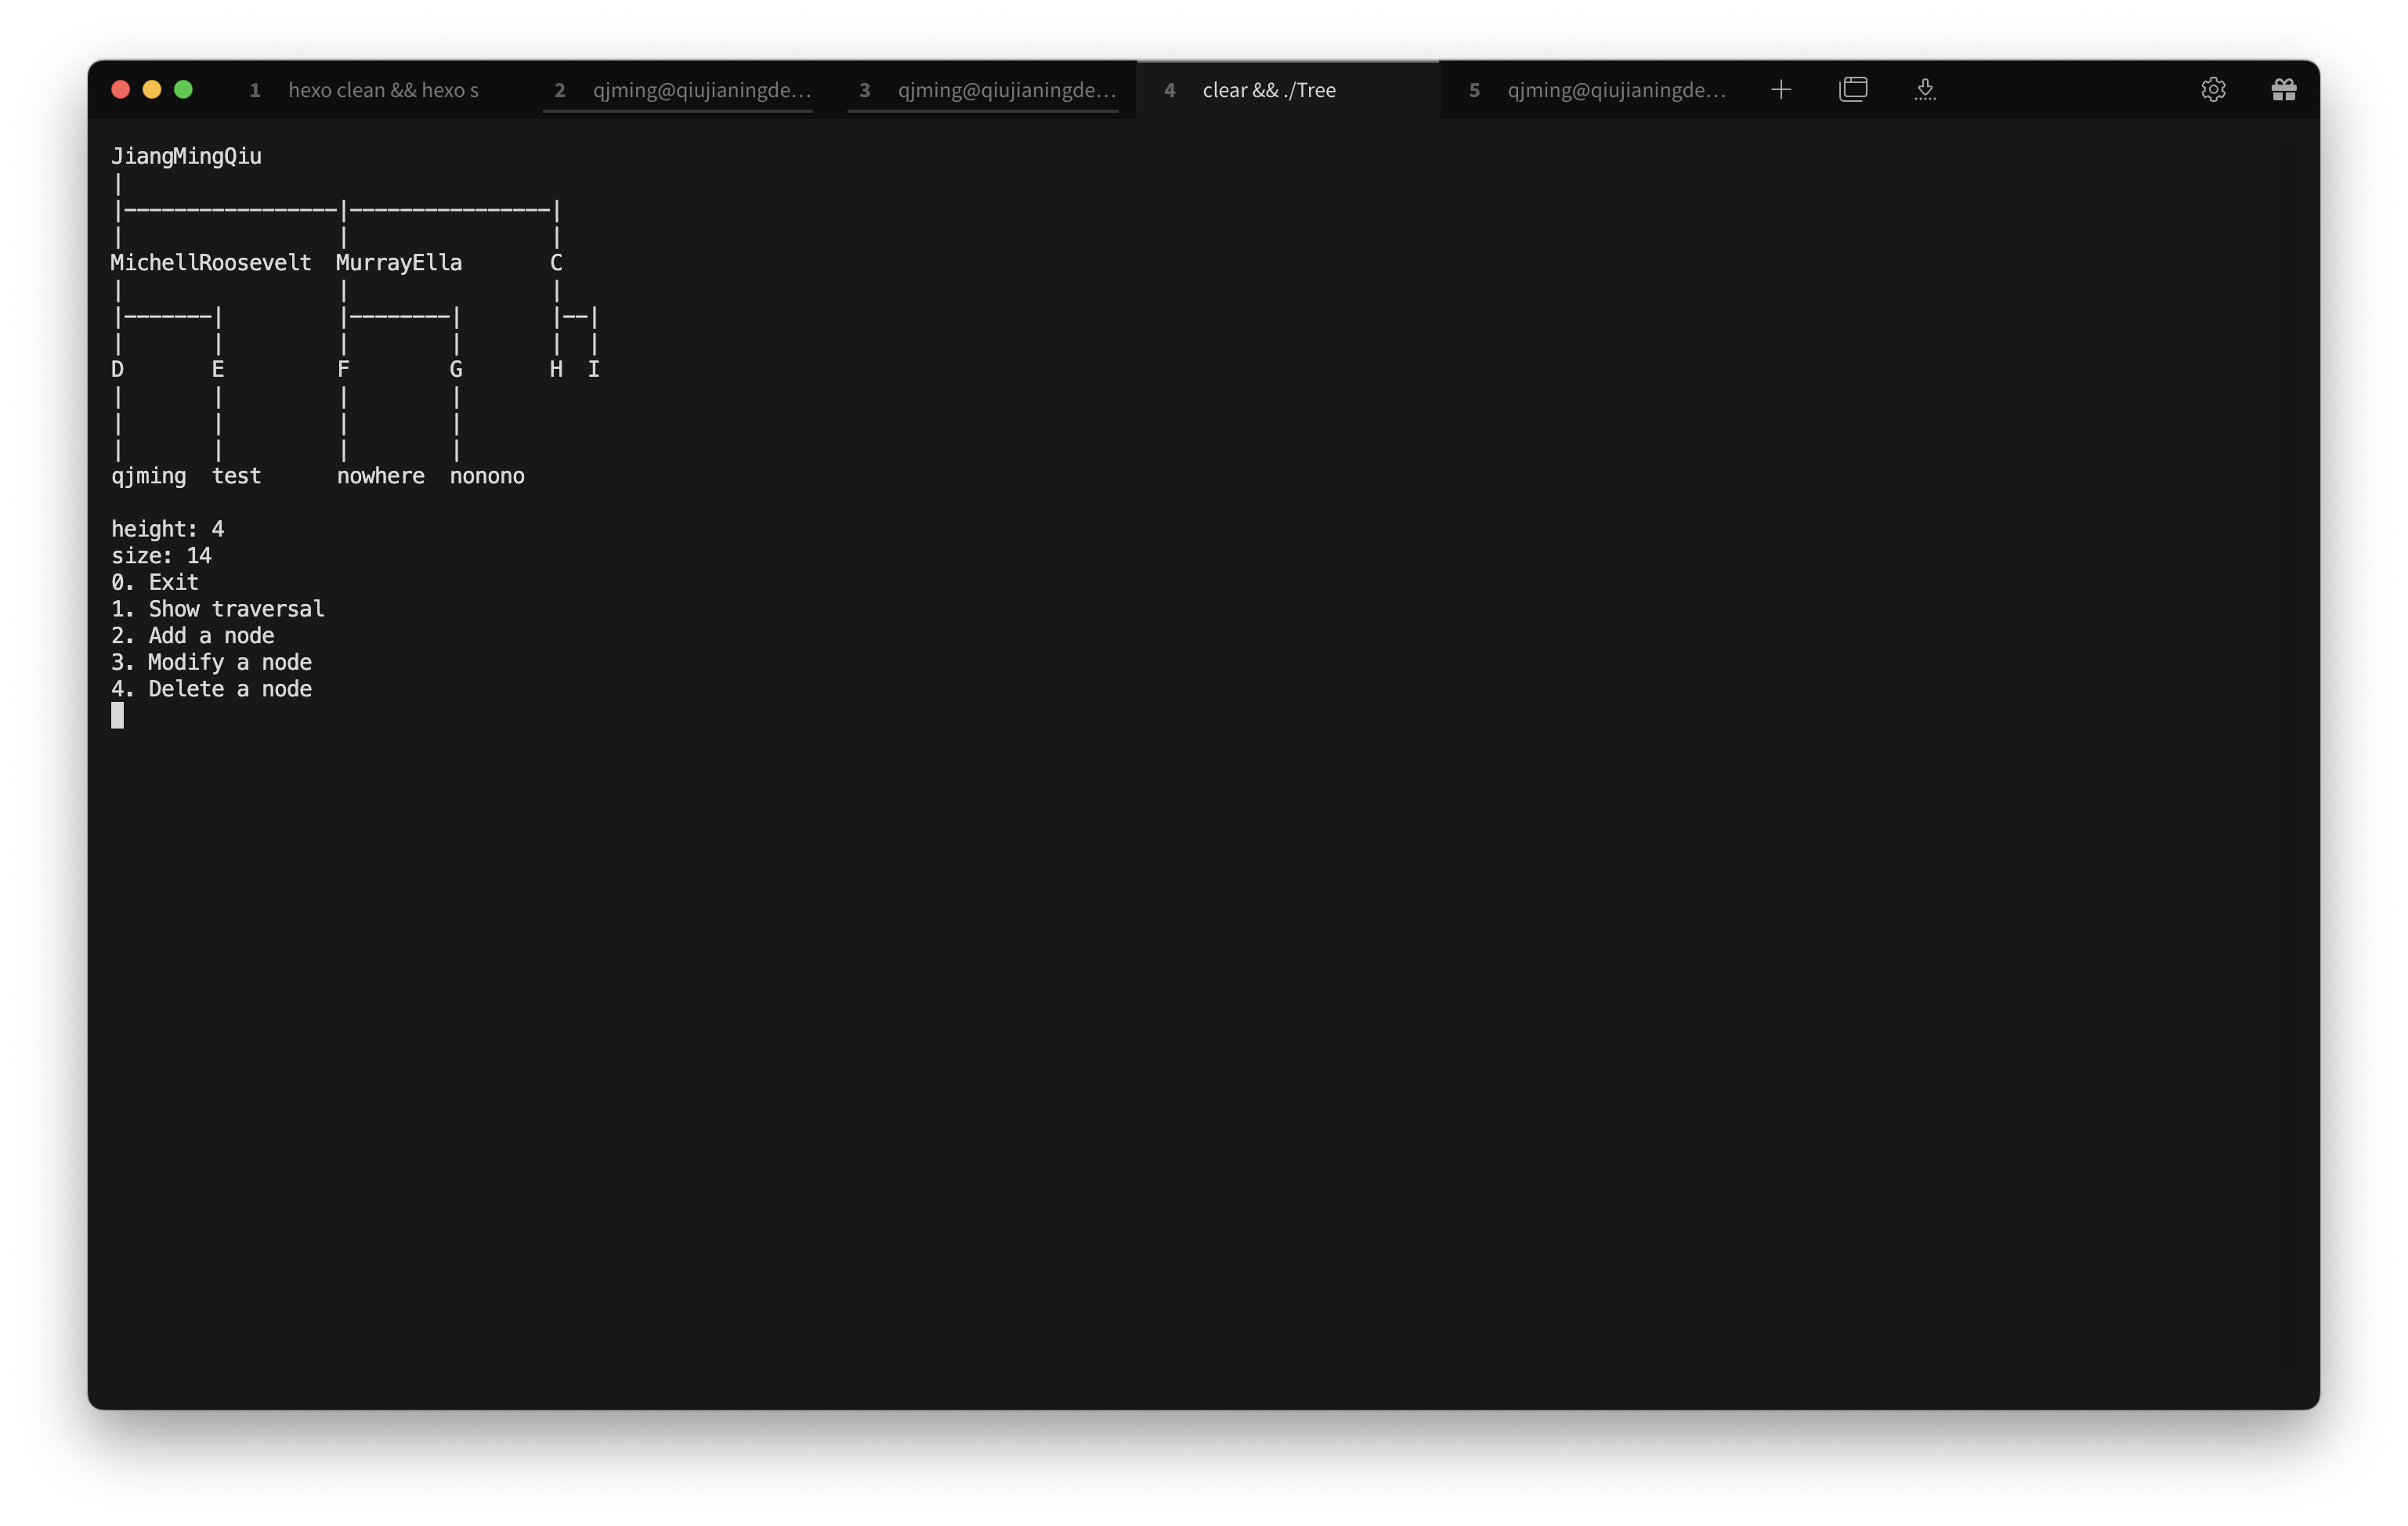 1 hexo clean && hexo s 2 qjming@qiujianingde... 3 qjming@qiujianingde... 4 clear && ./Tree 5 qjming@qiujianingde...
JiangMingQiu
|
|-----------------|----------------|
|                 |                |
MichellRoosevelt  MurrayElla       C
|                 |                |
|-------|         |--------|       |--|
|       |         |        |       |  |
D       E         F        G       H  I
|       |         |        |
|       |         |        |
|       |         |        |
qjming  test      nowhere  nonono
height: 4
size: 14
0. Exit
1. Show traversal
2. Add a node
3. Modify a node
4. Delete a node